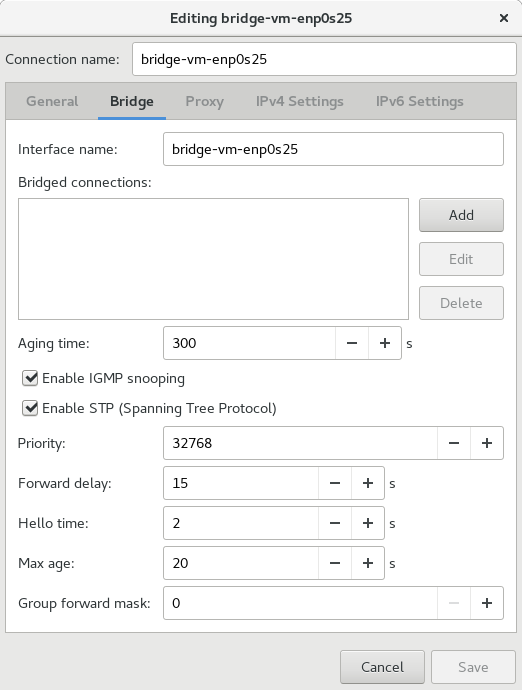 Editing bridge-vm-enp0s25
Connection name: bridge-vm-enp0s25
General Bridge Proxy IPv4 Settings IPv6 Settings
Interface name: bridge-vm-enp0s25
Bridged connections:
Add
Edit
Delete
Aging time: 300 s
Enable IGMP snooping
Enable STP (Spanning Tree Protocol)
Priority: 32768
Forward delay: 15 s
Hello time: 2 s
Max age: 20 s
Group forward mask: 0
Cancel Save